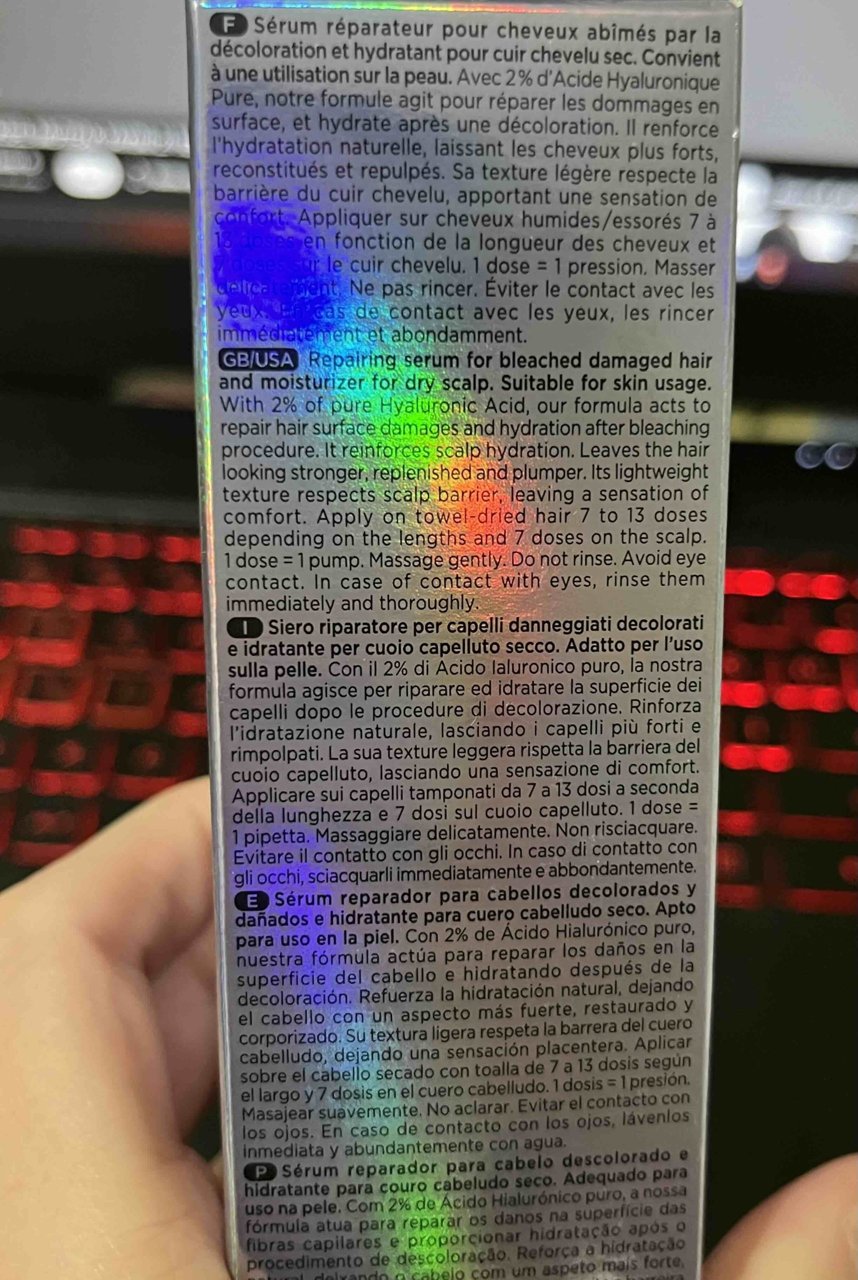 F Sérum réparateur pour cheveux abîmés par la
décoloration et hydratant pour cuir chevelu sec. Convient
à une utilisation sur la peau. Avec 2% d'Acide Hyaluronique
Pure, notre formule agit pour réparer les dommages en
surface, et hydrate après une décoloration. Il renforce
l'hydratation naturelle, laissant les cheveux plus forts,
reconstitués et repulpés. Sa texture légère respecte la
barrière du cuir chevelu, apportant une sensation de
confort. Appliquer sur cheveux humides/essorés 7 à
doses en fonction de la longueur des cheveux et
doses sur le cuir chevelu. 1 dose = 1 pression. Masser
délicatement. Ne pas rincer. Éviter le contact avec les
yeux. En cas de contact avec les yeux, les rincer
immédiatement et abondamment.
GB/USA Repairing serum for bleached damaged hair
and moisturizer for dry scalp. Suitable for skin usage.
With 2% of pure Hyaluronic Acid, our formula acts to
repair hair surface damages and hydration after bleaching
procedure. It reinforces scalp hydration. Leaves the hair
looking stronger, replenished and plumper. Its lightweight
texture respects scalp barrier, leaving a sensation of
comfort. Apply on towel-dried hair 7 to 13 doses
depending on the lengths and 7 doses on the scalp.
1 dose = 1 pump. Massage gently. Do not rinse. Avoid eye
contact. In case of contact with eyes, rinse them
immediately and thoroughly.
I Siero riparatore per capelli danneggiati decolorati
e idratante per cuoio capelluto secco. Adatto per l'uso
sulla pelle. Con il 2% di Acido Ialuronico puro, la nostra
formula agisce per riparare ed idratare la superficie dei
capelli dopo le procedure di decolorazione. Rinforza
l'idratazione naturale, lasciando i capelli più forti e
rimpolpati. La sua texture leggera rispetta la barriera del
cuoio capelluto, lasciando una sensazione di comfort.
Applicare sui capelli tamponati da 7 a 13 dosi a seconda
della lunghezza e 7 dosi sul cuoio capelluto. 1 dose =
1 pipetta. Massaggiare delicatamente. Non risciacquare.
Evitare il contatto con gli occhi. In caso di contatto con
gli occhi, sciacquarli immediatamente e abbondantemente.
E Sérum reparador para cabellos decolorados y
dañados e hidratante para cuero cabelludo seco. Apto
para uso en la piel. Con 2% de Ácido Hialurónico puro,
nuestra fórmula actúa para reparar los daños en la
superficie del cabello e hidratando después de la
decoloración. Refuerza la hidratación natural, dejando
el cabello con un aspecto más fuerte, restaurado y
corporizado. Su textura ligera respeta la barrera del cuero
cabelludo, dejando una sensación placentera. Aplicar
sobre el cabello secado con toalla de 7 a 13 dosis según
el largo y 7 dosis en el cuero cabelludo. 1 dosis = 1 presión.
Masajear suavemente. No aclarar. Evitar el contacto con
los ojos. En caso de contacto con los ojos, lávenlos
inmediata y abundantemente con agua.
P Sérum reparador para cabelo descolorado e
hidratante para couro cabeludo seco. Adequado para
uso na pele. Com 2% de Ácido Hialurónico puro, a nossa
fórmula atua para reparar os danos na superfície das
fibras capilares e proporcionar hidratação após o
procedimento de descoloração. Reforça a hidratação
natural, deixando o cabelo com um aspeto mais forte,